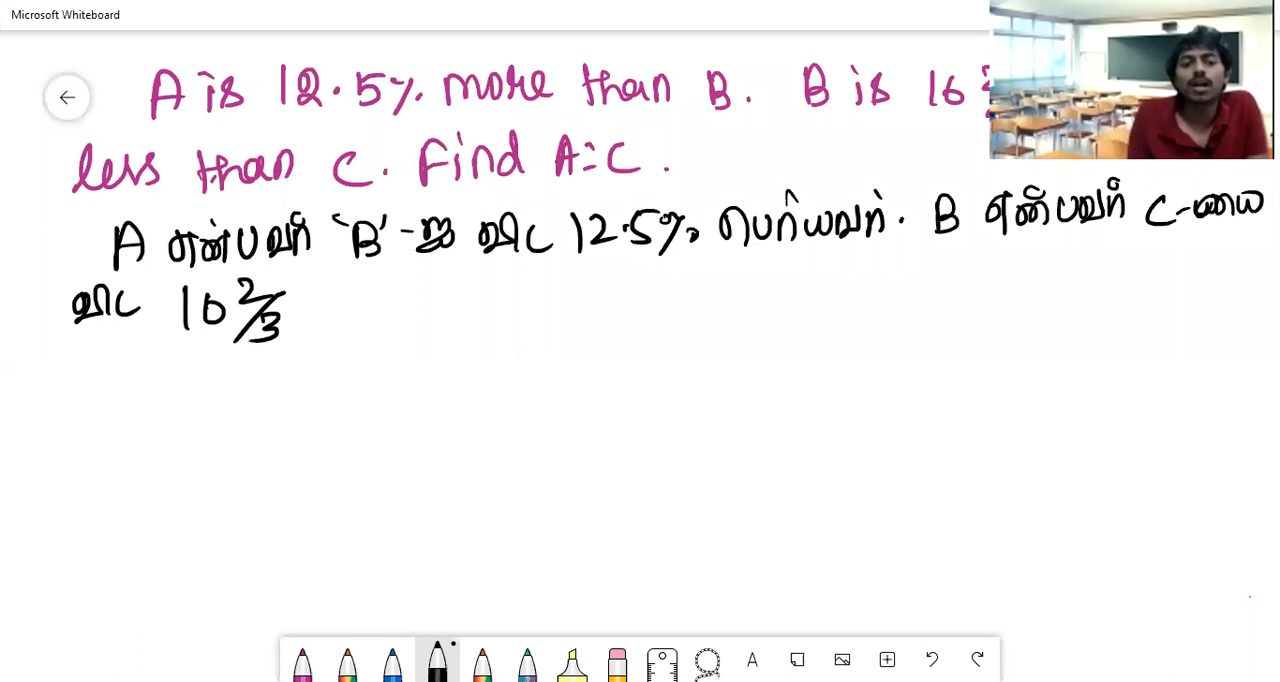 Microsoft Whiteboard
A is 12.5% more than B. B is 16
less than C. Find A:C.
A என்பவர் 'B'-ஐ விட 12.5% பெரியவர். B என்பவர் C-யை
விட 16 2/3
A